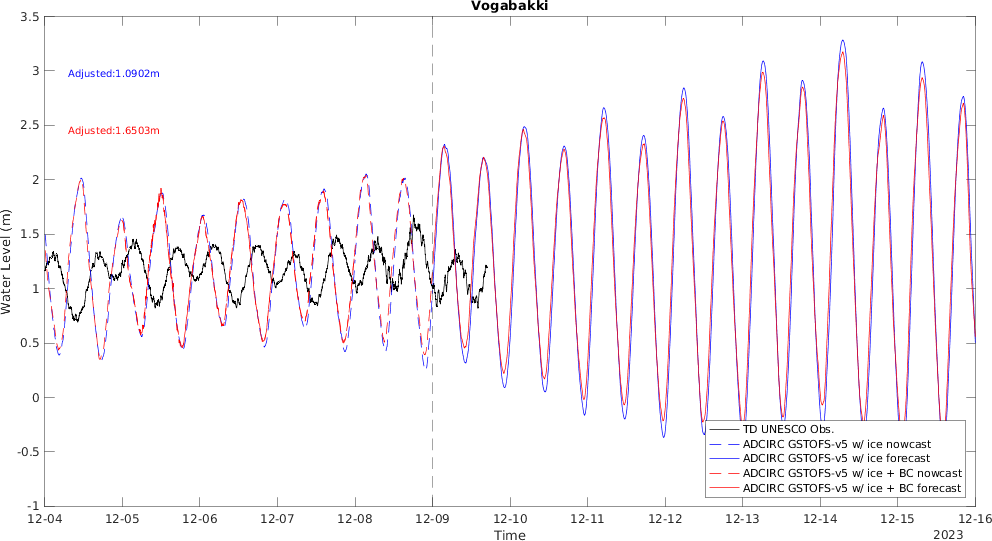 Vogabakki
3.5
3
2.5
2
1.5
1
0.5
0
-0.5
-1
Water Level (m)
Adjusted:1.0902m
Adjusted:1.6503m
TD UNESCO Obs.
ADCIRC GSTOFS-v5 w/ ice nowcast
ADCIRC GSTOFS-v5 w/ ice forecast
ADCIRC GSTOFS-v5 w/ ice + BC nowcast
ADCIRC GSTOFS-v5 w/ ice + BC forecast
12-04 12-05 12-06 12-07 12-08 12-09 12-10 12-11 12-12 12-13 12-14 12-15 12-16
Time
2023